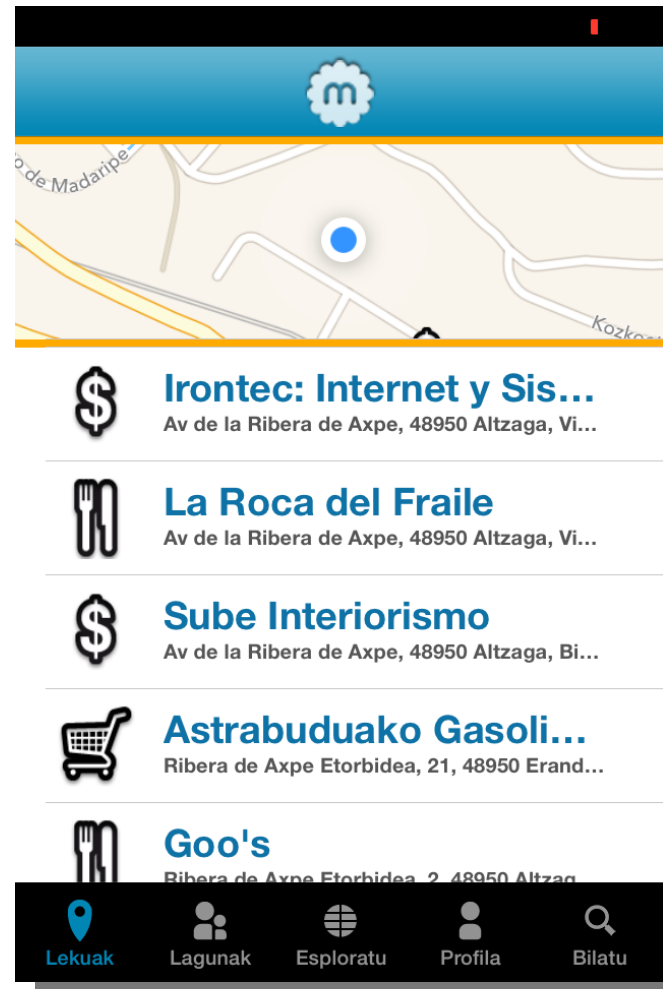 m
o de Madaripe
Kozko
Irontec: Internet y Sis...
Av de la Ribera de Axpe, 48950 Altzaga, Vi...
La Roca del Fraile
Av de la Ribera de Axpe, 48950 Altzaga, Vi...
Sube Interiorismo
Av de la Ribera de Axpe, 48950 Altzaga, Bi...
Astrabuduako Gasoli...
Ribera de Axpe Etorbidea, 21, 48950 Erand...
Goo's
Ribera de Axpe Etorbidea, 2, 48950 Altzag
Lekuak Lagunak Esploratu Profila Bilatu